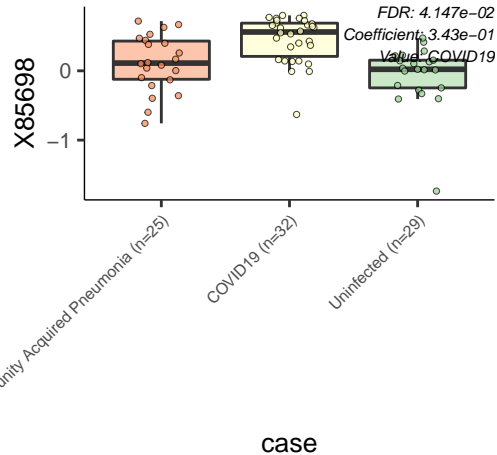 FDR: 4.147e-02
Coefficient: 3.43e-01
Value: COVID19
X85698
0
−1
unity Acquired Pneumonia (n=25)
COVID19 (n=32)
Uninfected (n=29)
case